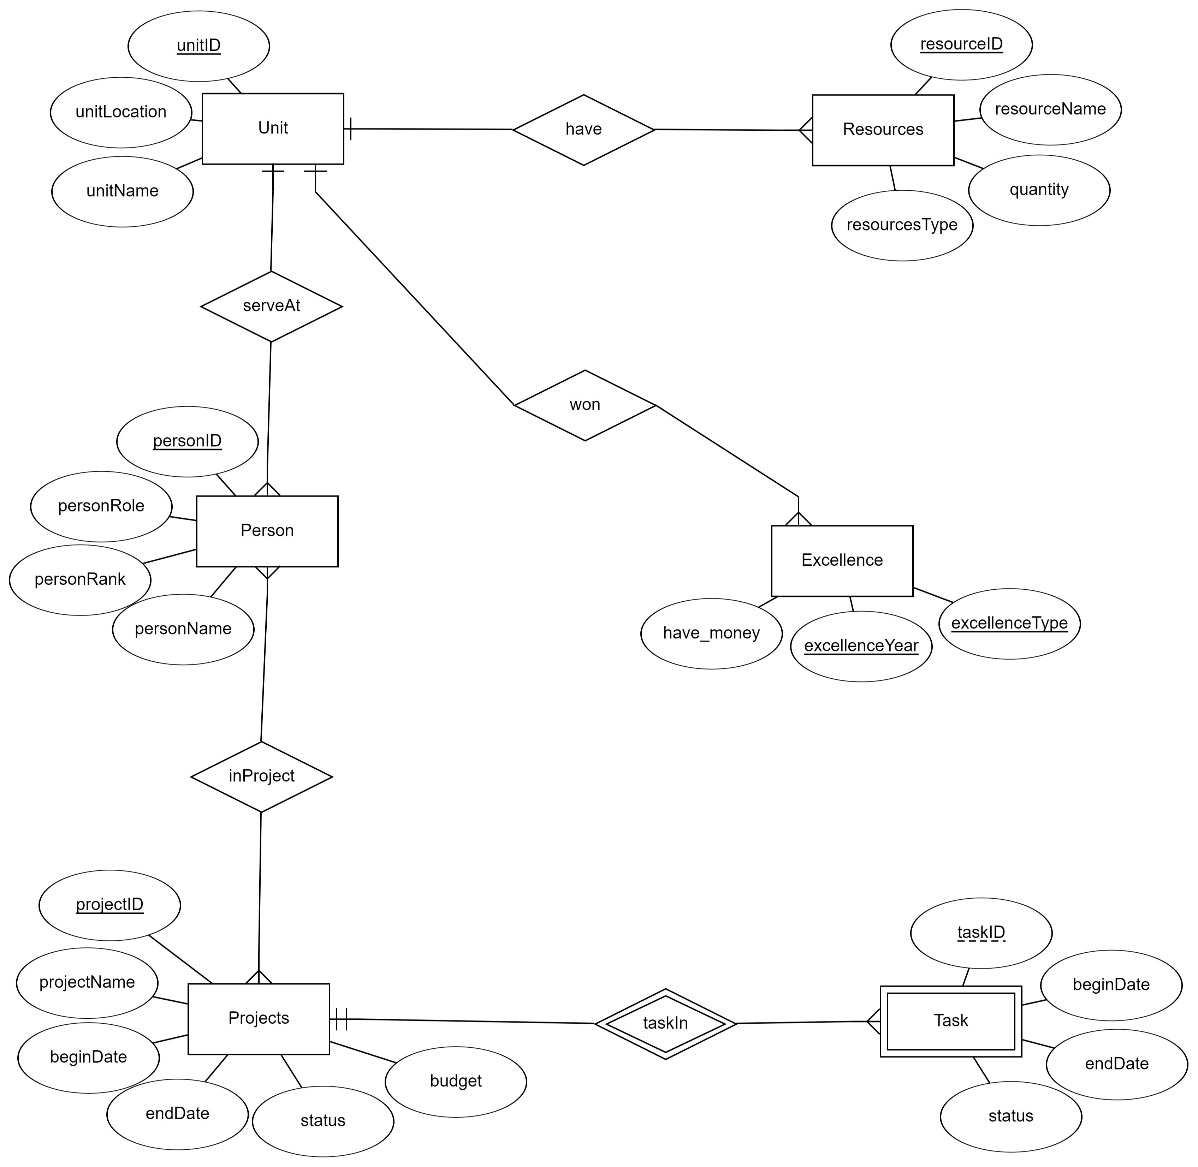 unitID
resourceID
unitLocation
resourceName
Unit
have
Resources
unitName
quantity
resourcesType
serveAt
won
personID
personRole
Person
Excellence
personRank
personName
have_money
excellenceYear
excellenceType
inProject
projectID
taskID
projectName
beginDate
Projects
taskIn
Task
beginDate
endDate
budget
endDate
status
status